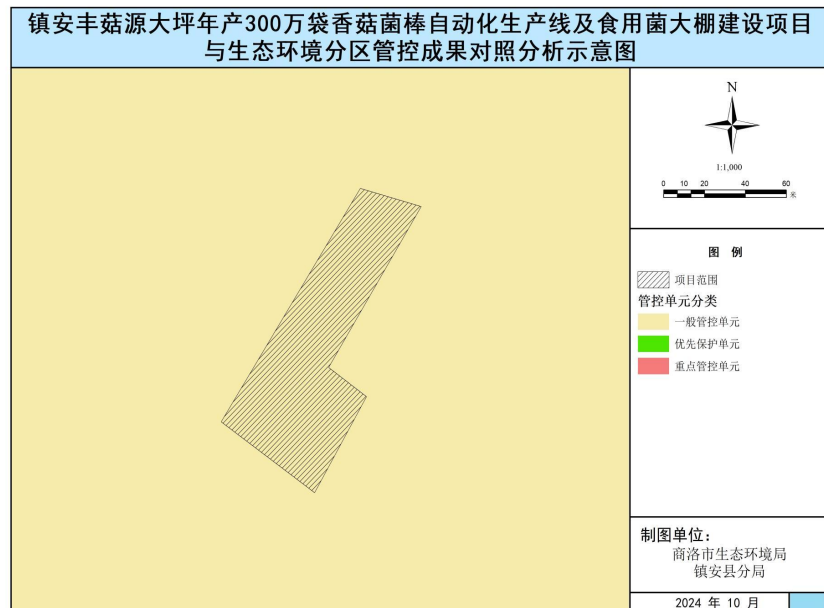 镇安丰菇源大坪年产300万袋香菇菌棒自动化生产线及食用菌大棚建设项目
与生态环境分区管控成果对照分析示意图
N
1:1,000
0 10 20 40 60
米
图 例
项目范围
管控单元分类
一般管控单元
优先保护单元
重点管控单元
制图单位：
商洛市生态环境局
镇安县分局
2024 年 10 月